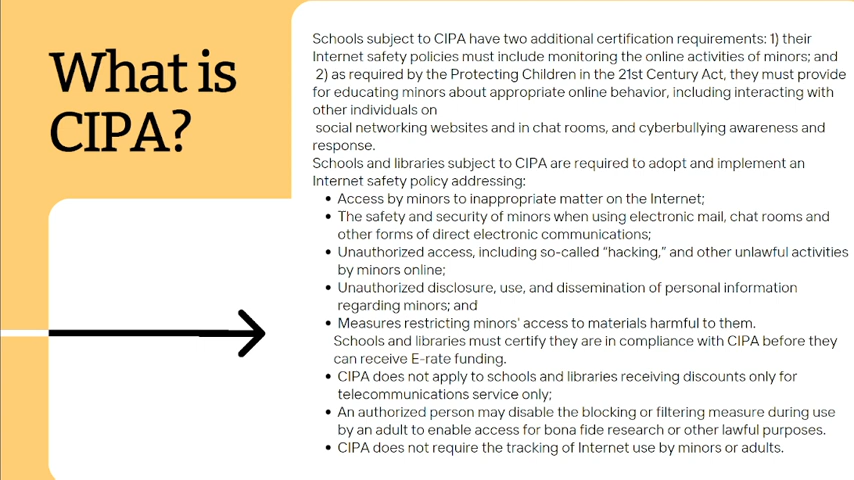 What is
CIPA?
Schools subject to CIPA have two additional certification requirements: 1) their
Internet safety policies must include monitoring the online activities of minors; and
2) as required by the Protecting Children in the 21st Century Act, they must provide
for educating minors about appropriate online behavior, including interacting with
other individuals on
social networking websites and in chat rooms, and cyberbullying awareness and
response.
Schools and libraries subject to CIPA are required to adopt and implement an
Internet safety policy addressing:
• Access by minors to inappropriate matter on the Internet;
• The safety and security of minors when using electronic mail, chat rooms and
other forms of direct electronic communications;
• Unauthorized access, including so-called “hacking,” and other unlawful activities
by minors online;
• Unauthorized disclosure, use, and dissemination of personal information
regarding minors; and
• Measures restricting minors' access to materials harmful to them.
Schools and libraries must certify they are in compliance with CIPA before they
can receive E-rate funding.
• CIPA does not apply to schools and libraries receiving discounts only for
telecommunications service only;
• An authorized person may disable the blocking or filtering measure during use
by an adult to enable access for bona fide research or other lawful purposes.
• CIPA does not require the tracking of Internet use by minors or adults.